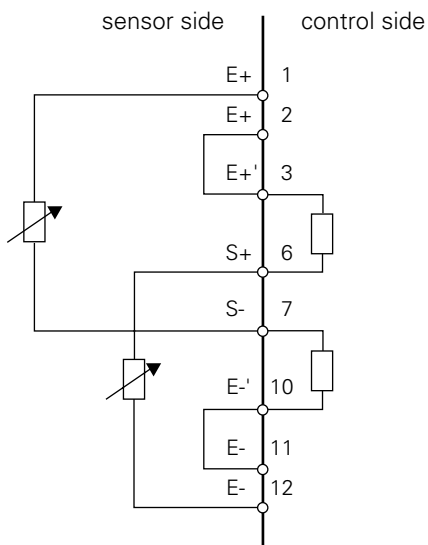 sensor side control side
E+ 1
E+ 2
E+' 3
S+ 6
S- 7
E-' 10
E- 11
E- 12